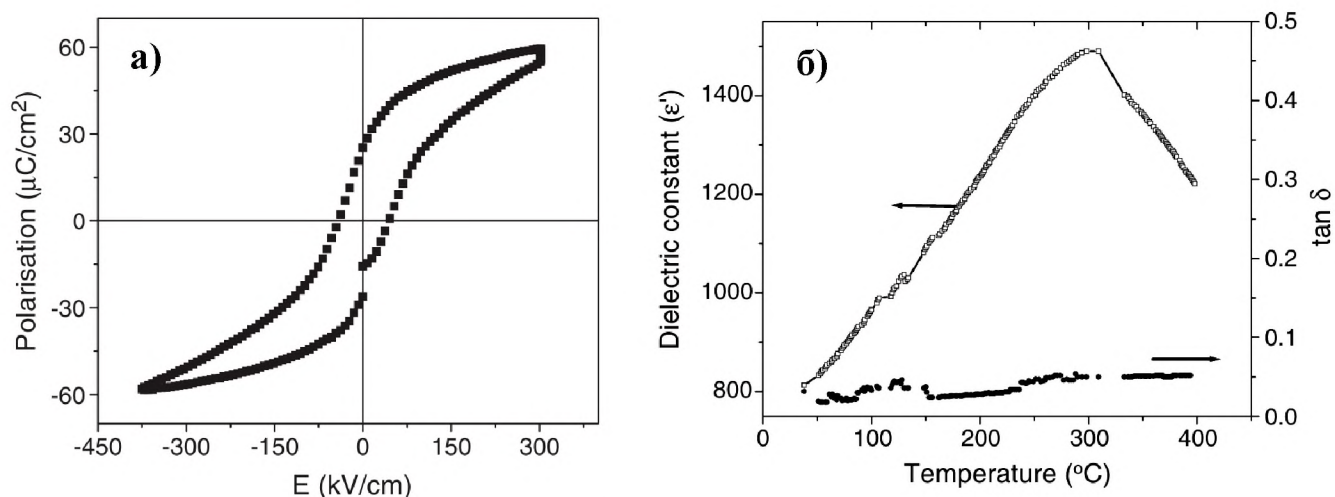 а)
Polarisation (μC/cm²)
60
30
0
-30
-60
-450 -300 -150 0 150 300
E (kV/cm)
б)
Dielectric constant (ε')
1400
1200
1000
800
0 100 200 300 400
Temperature (°C)
0.5
0.4
0.3
0.2
0.1
0.0
tan δ